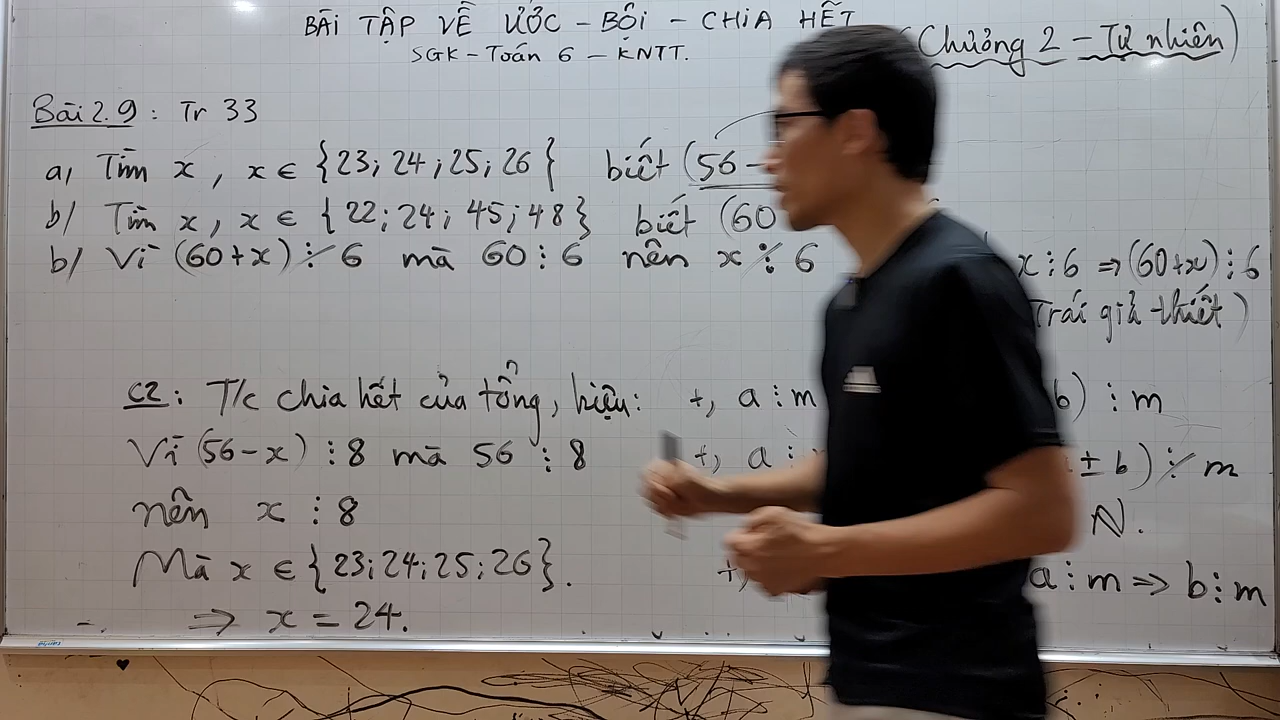 BÀI TẬP VỀ ƯỚC - BỘI - CHIA HẾT (Chương 2 - Tự nhiên)
SGK - Toán 6 - KNTT.
Bài 2.9 : Tr 33
a, Tìm x, x ∈ {23; 24; 25; 26} biết (56 -
b/ Tìm x, x ∈ {22; 24; 45; 48} biết (60
b/ Vì (60+x) ⋮̸ 6 mà 60 ⋮ 6 nên x ⋮̸ 6 x ⋮ 6 ⇒ (60+x) ⋮ 6
Trái giả thiết)
C2: T/c chia hết của tổng, hiệu: +, a ⋮ m b) ⋮ m
Vì (56-x) ⋮ 8 mà 56 ⋮ 8 +, a ⋮ ± b) ⋮̸ m
nên x ⋮ 8 N.
Mà x ∈ {23; 24; 25; 26}. +, a ⋮ m ⇒ b ⋮ m
⇒ x = 24.